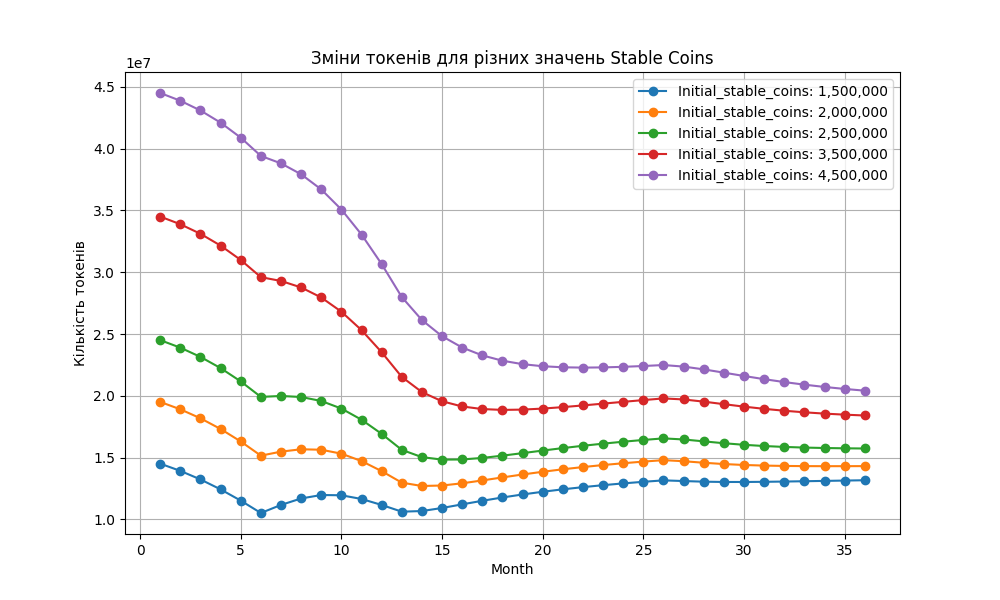 Зміни токенів для різних значень Stable Coins
1e7
4.5
4.0
3.5
3.0
2.5
2.0
1.5
1.0
Кількість токенів
Initial_stable_coins: 1,500,000
Initial_stable_coins: 2,000,000
Initial_stable_coins: 2,500,000
Initial_stable_coins: 3,500,000
Initial_stable_coins: 4,500,000
0 5 10 15 20 25 30 35
Month